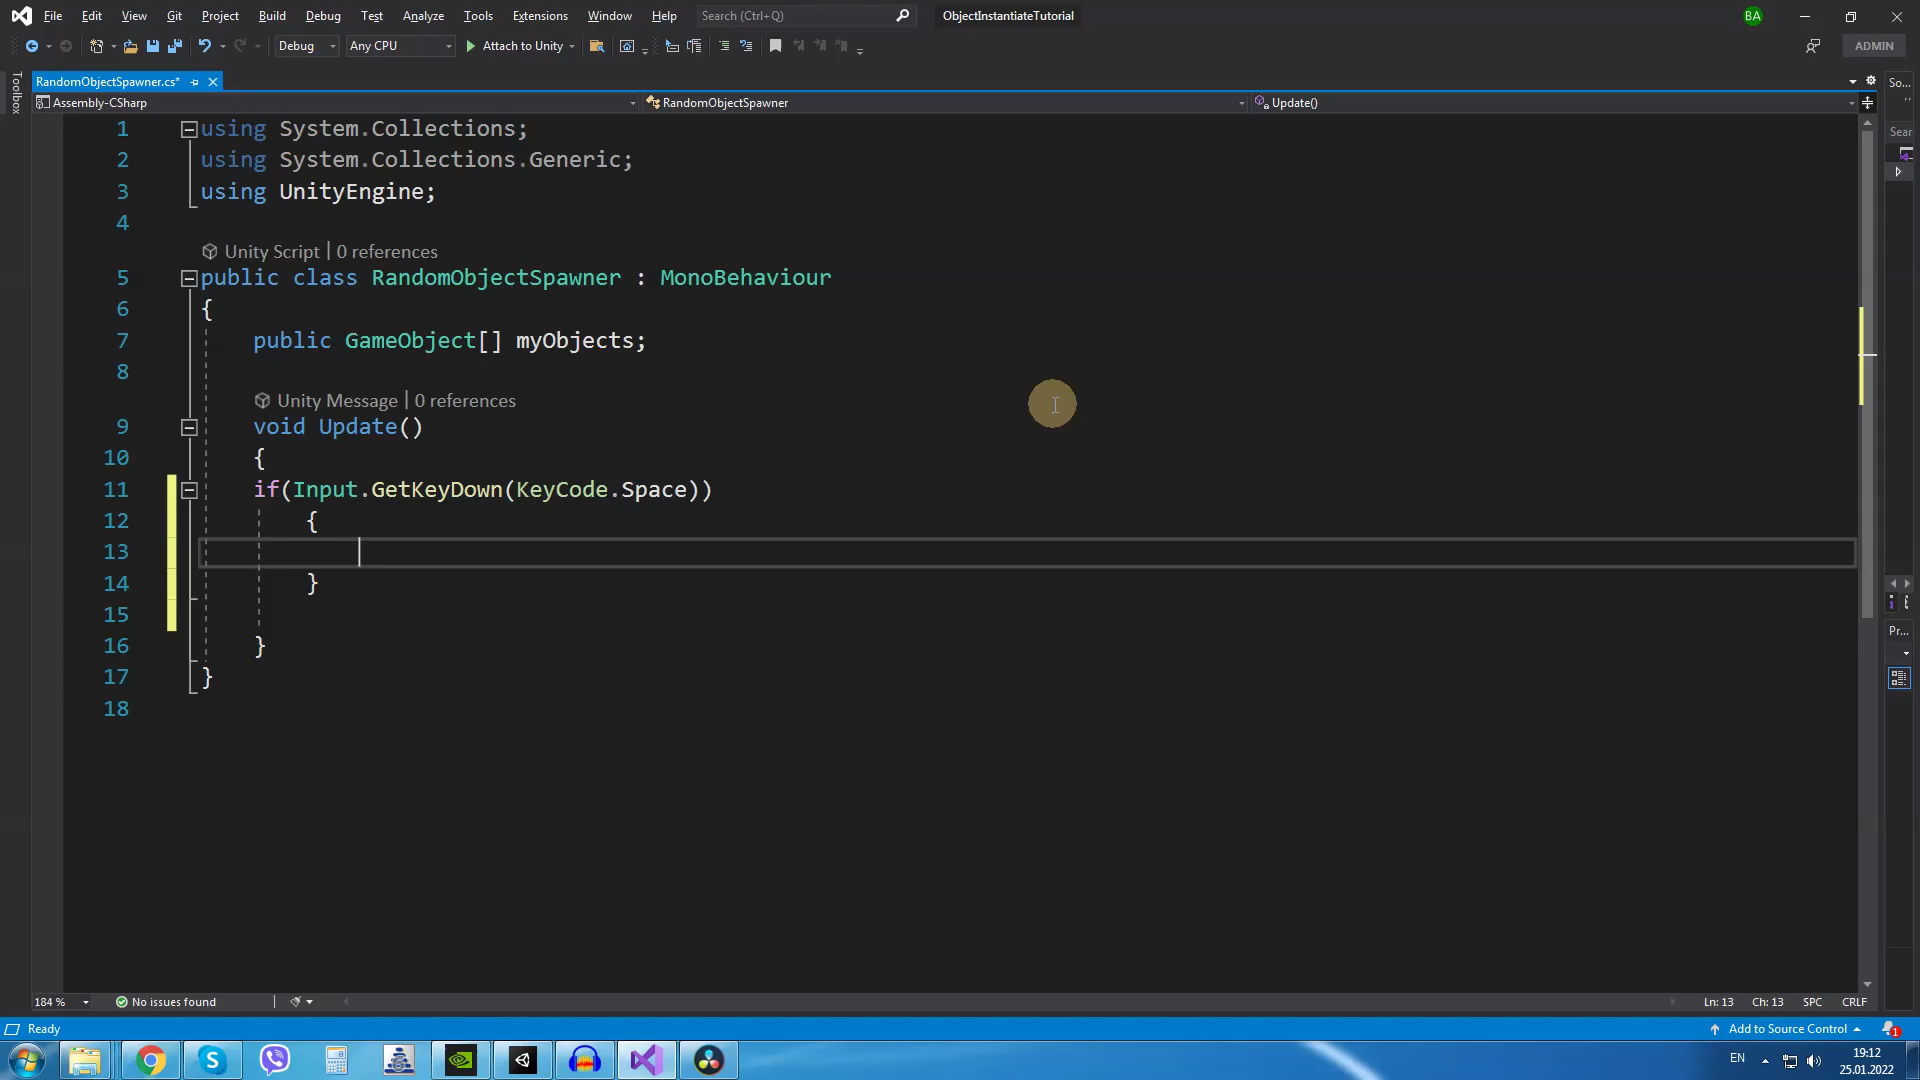 File Edit View Git Project Build Debug Test Analyze Tools Extensions Window Help Search (Ctrl+Q) ObjectInstantiateTutorial BA
Debug Any CPU Attach to Unity ADMIN
Toolbox
RandomObjectSpawner.cs* So...
Assembly-CSharp RandomObjectSpawner Update()
Sear
1 using System.Collections;
2 using System.Collections.Generic;
3 using UnityEngine;
4
Unity Script | 0 references
5 public class RandomObjectSpawner : MonoBehaviour
6 {
7 public GameObject[] myObjects;
8
Unity Message | 0 references
9 void Update()
10 {
11 if(Input.GetKeyDown(KeyCode.Space))
12 {
13
14 }
15
16 }
17 }
18
Pr...
184 % No issues found Ln: 13 Ch: 13 SPC CRLF
Ready Add to Source Control 1
EN 19:12
25.01.2022